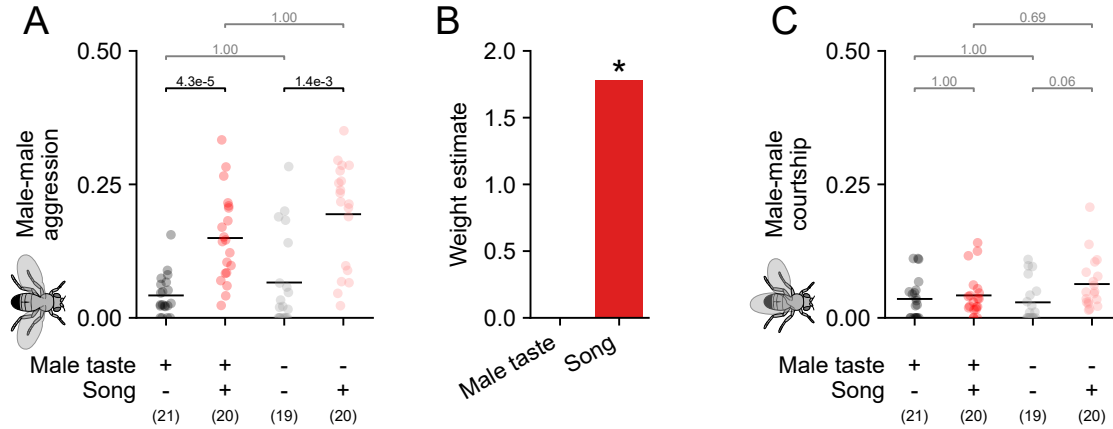 A
1.00
1.00
4.3e-5
1.4e-3
0.50
0.25
0.00
Male-male
aggression
Male taste + + - -
Song - + - +
(21) (20) (19) (20)
B
2.0
1.5
1.0
0.5
0.0
Weight estimate
*
Male taste
Song
C
0.69
1.00
1.00
0.06
0.50
0.25
0.00
Male-male
courtship
Male taste + + - -
Song - + - +
(21) (20) (19) (20)